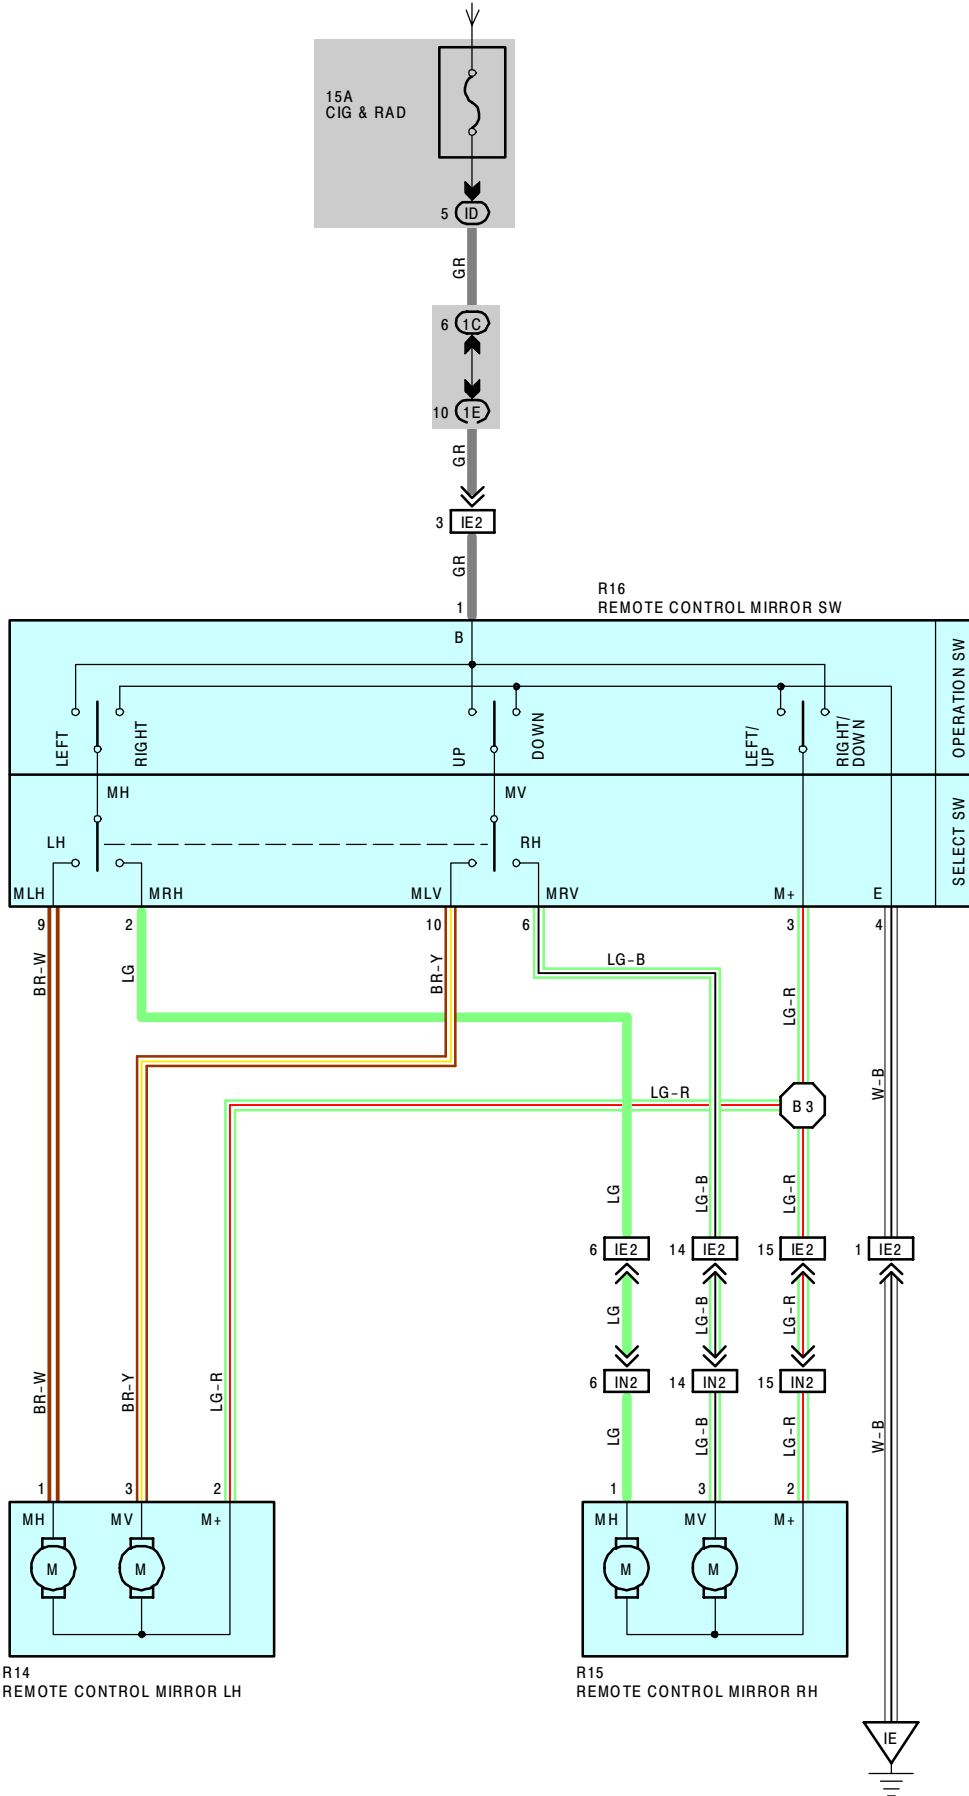 15A
CIG & RAD
5 ID
GR
6 1C
10 1E
GR
3 IE2
GR
R16
REMOTE CONTROL MIRROR SW
1
B
OPERATION SW
LEFT
RIGHT
UP
DOWN
LEFT/
UP
RIGHT/
DOWN
MH
MV
SELECT SW
LH
RH
MLH
MRH
MLV
MRV
M+
E
9
2
10
6
3
4
BR-W
LG
BR-Y
LG-B
LG-R
W-B
LG-R
B3
LG
LG-B
LG-R
6 IE2
14 IE2
15 IE2
1 IE2
LG
LG-B
LG-R
6 IN2
14 IN2
15 IN2
BR-W
BR-Y
LG-R
LG
LG-B
LG-R
W-B
1
3
2
1
3
2
MH
MV
M+
MH
MV
M+
M
M
M
M
R14
REMOTE CONTROL MIRROR LH
R15
REMOTE CONTROL MIRROR RH
IE